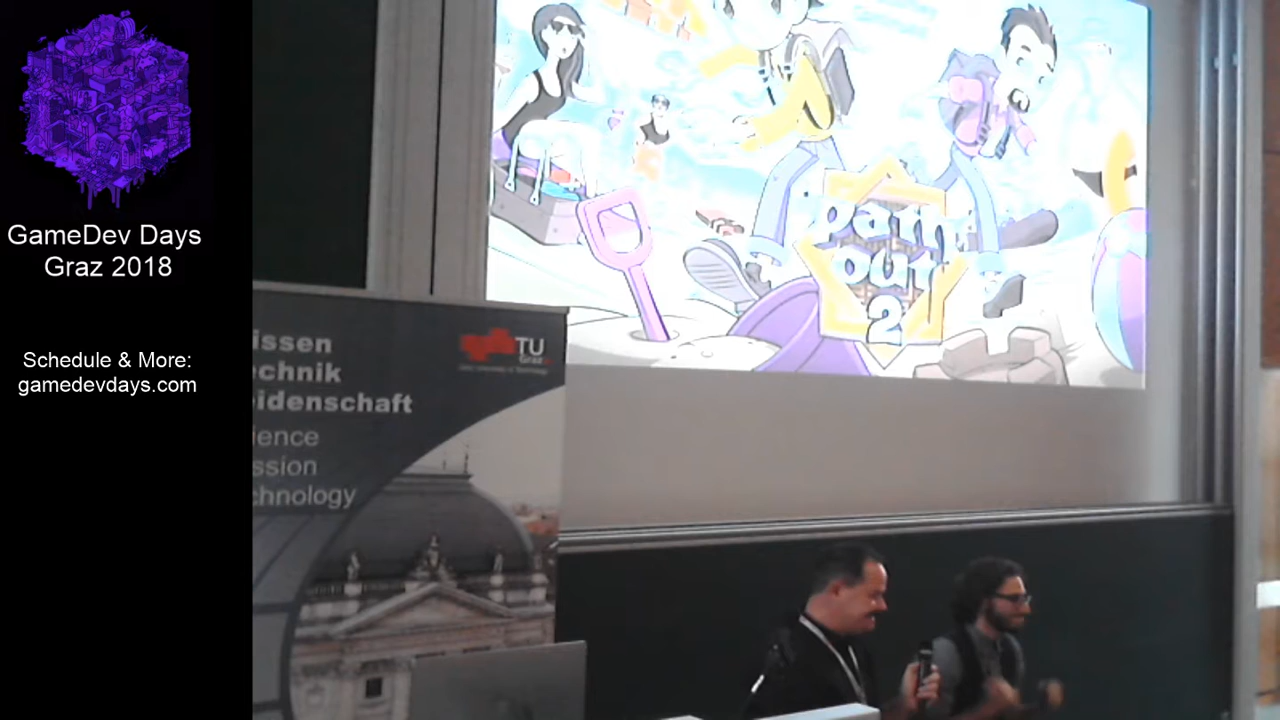 GameDev Days
Graz 2018
Schedule & More:
gamedevdays.com
path
out
2
issen
echnik
eidenschaft
ience
ssion
chnology
TU
Graz